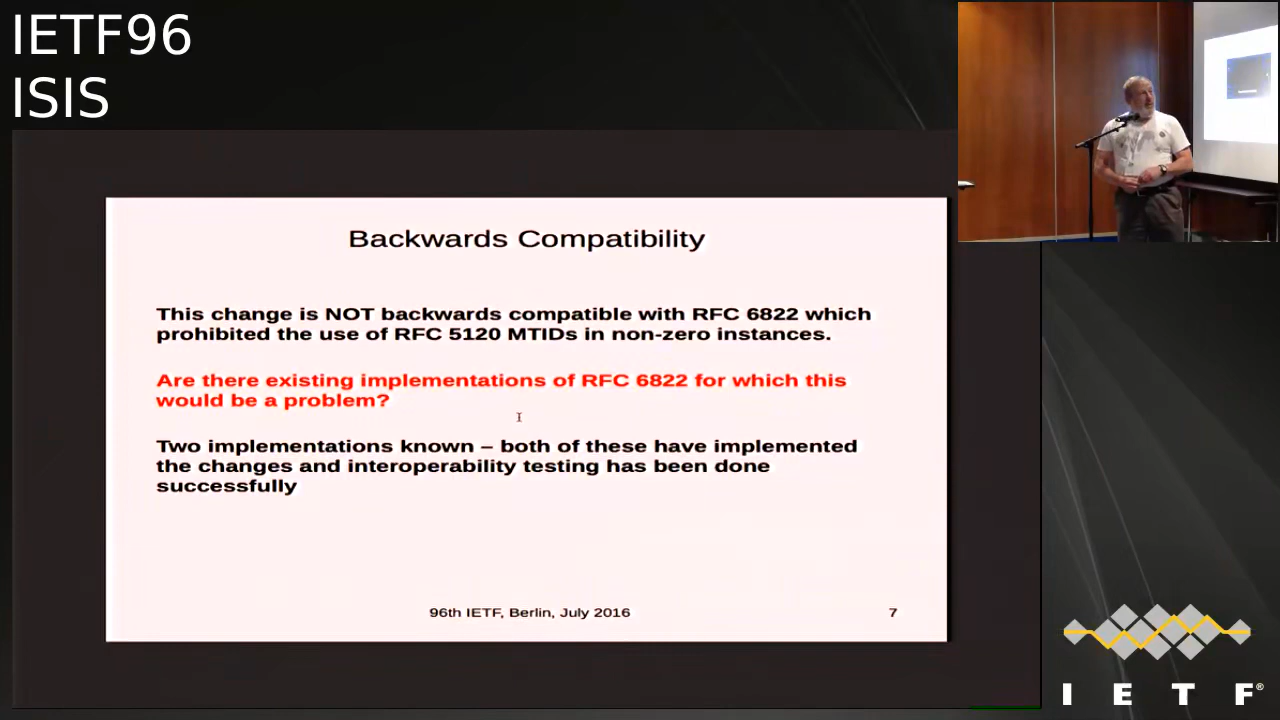 IETF96
ISIS
Backwards Compatibility
This change is NOT backwards compatible with RFC 6822 which
prohibited the use of RFC 5120 MTIDs in non-zero instances.
Are there existing implementations of RFC 6822 for which this
would be a problem?
Two implementations known – both of these have implemented
the changes and interoperability testing has been done
successfully
96th IETF, Berlin, July 2016
7
I E T F®